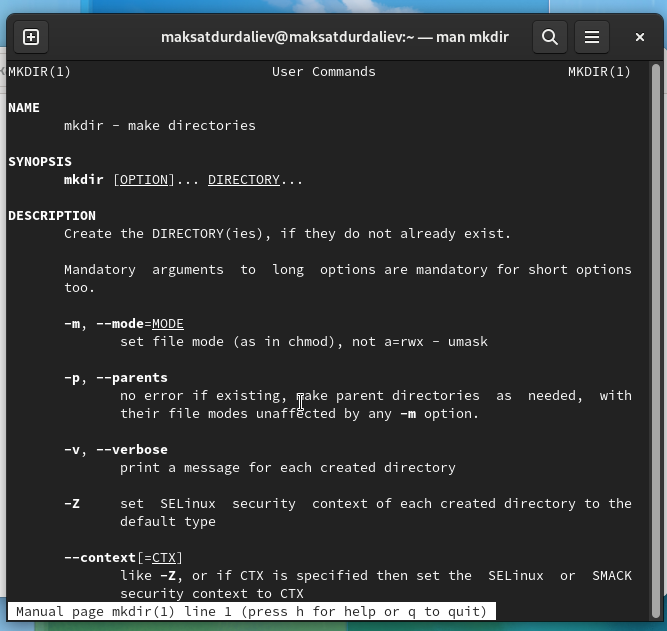 maksatdurdaliev@maksatdurdaliev:~ — man mkdir
MKDIR(1) User Commands MKDIR(1)
NAME
mkdir - make directories
SYNOPSIS
mkdir [OPTION]... DIRECTORY...
DESCRIPTION
Create the DIRECTORY(ies), if they do not already exist.
Mandatory arguments to long options are mandatory for short options
too.
-m, --mode=MODE
set file mode (as in chmod), not a=rwx - umask
-p, --parents
no error if existing, make parent directories as needed, with
their file modes unaffected by any -m option.
-v, --verbose
print a message for each created directory
-Z set SELinux security context of each created directory to the
default type
--context[=CTX]
like -Z, or if CTX is specified then set the SELinux or SMACK
security context to CTX
Manual page mkdir(1) line 1 (press h for help or q to quit)